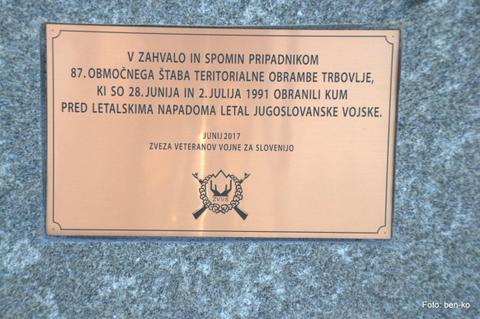 V ZAHVALO IN SPOMIN PRIPADNIKOM
87. OBMOČNEGA ŠTABA TERITORIALNE OBRAMBE TRBOVLJE,
KI SO 28. JUNIJA IN 2. JULIJA 1991 OBRANILI KUM
PRED LETALSKIMA NAPADOMA LETAL JUGOSLOVANSKE VOJSKE.
JUNIJ 2017
ZVEZA VETERANOV VOJNE ZA SLOVENIJO
ZVVS
Foto: ben-ko